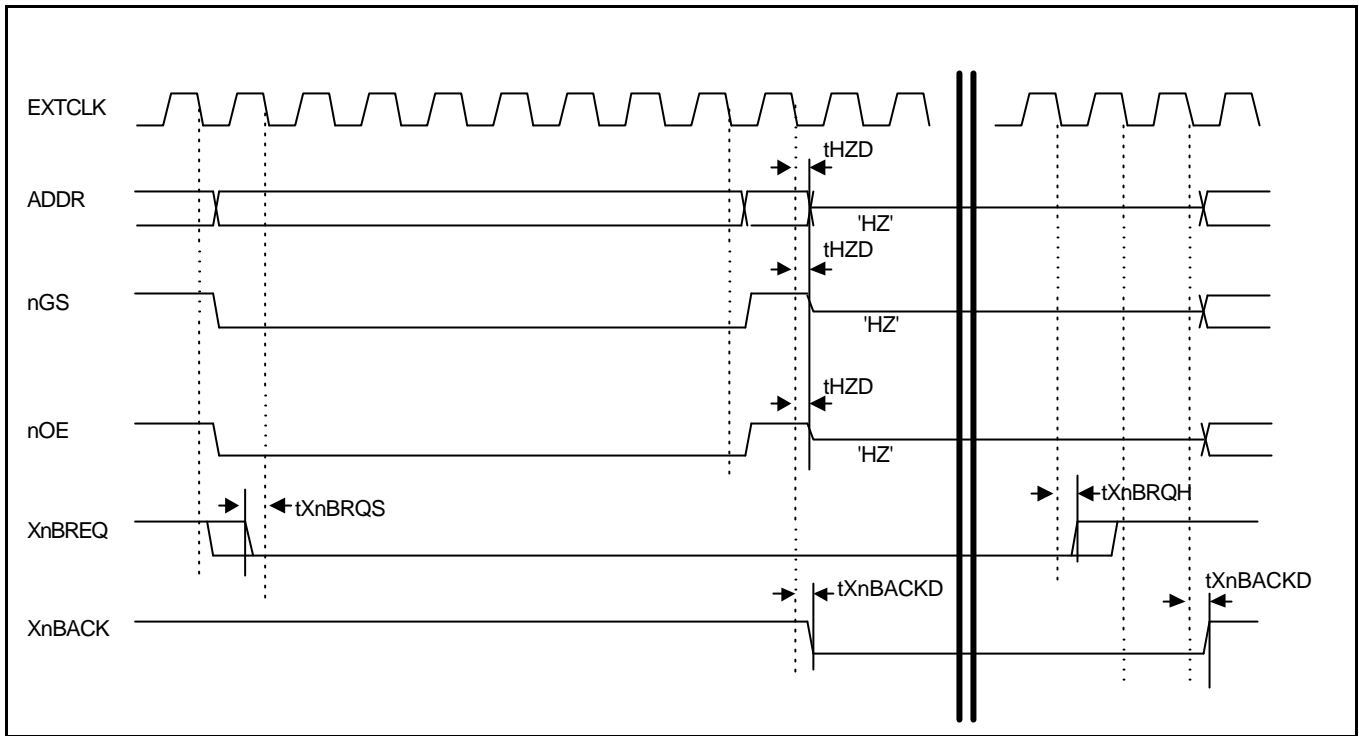 EXTCLK
tHZD
ADDR
'HZ'
tHZD
nGS
'HZ'
tHZD
nOE
'HZ'
tXnBRQS
tXnBRQH
XnBREQ
tXnBACKD
tXnBACKD
XnBACK